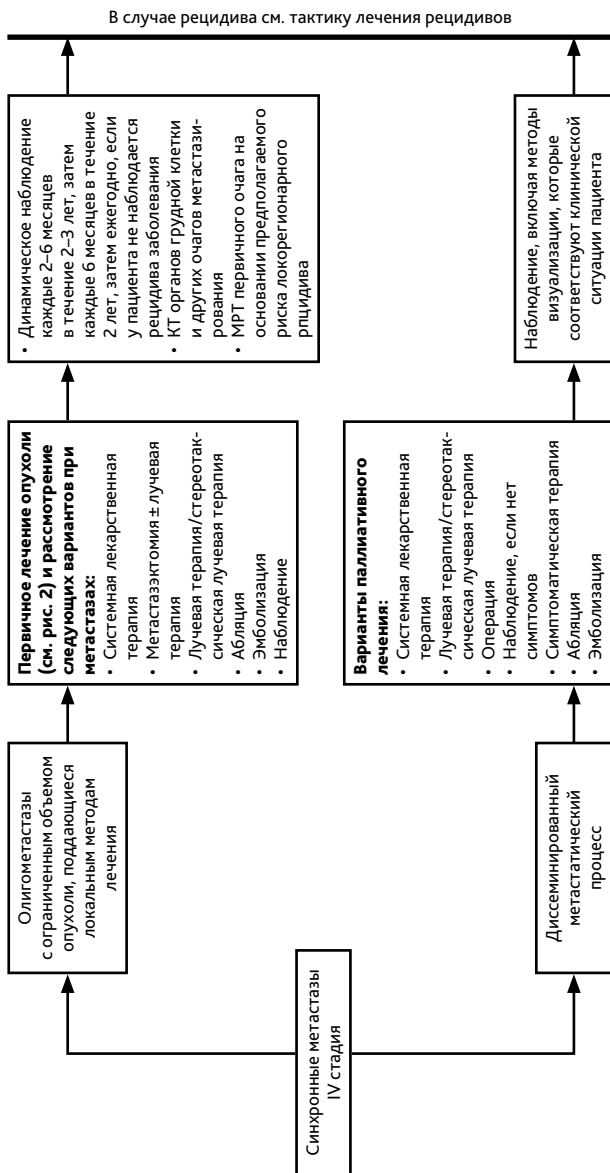 Синхронные метастазы
IV стадия
Олигометастазы
с ограниченным объемом
опухоли, поддающиеся
локальным методам
лечения
Первичное лечение опухоли
(см. рис. 2) и рассмотрение
следующих вариантов при
метастазах:
• Системная лекарственная
терапия
• Метастазэктомия ± лучевая
терапия
• Лучевая терапия/стереотак-
сическая лучевая терапия
• Абляция
• Эмболизация
• Наблюдение
• Динамическое наблюдение
каждые 2–6 месяцев
в течение 2–3 лет, затем
каждые 6 месяцев в течение
2 лет, затем ежегодно, если
у пациента не наблюдается
рецидива заболевания
• КТ органов грудной клетки
и других очагов метастази-
рования
• МРТ первичного очага на
основании предполагаемого
риска локорегионарного
рпцидива
Диссеминированный
метастатический
процесс
Варианты паллиативного
лечения:
• Системная лекарственная
терапия
• Лучевая терапия/стереотак-
сическая лучевая терапия
• Операция
• Наблюдение, если нет
симптомов
• Симптоматическая терапия
• Абляция
• Эмболизация
Наблюдение, включая методы
визуализации, которые
соответствуют клинической
ситуации пациента
В случае рецидива см. тактику лечения рецидивов